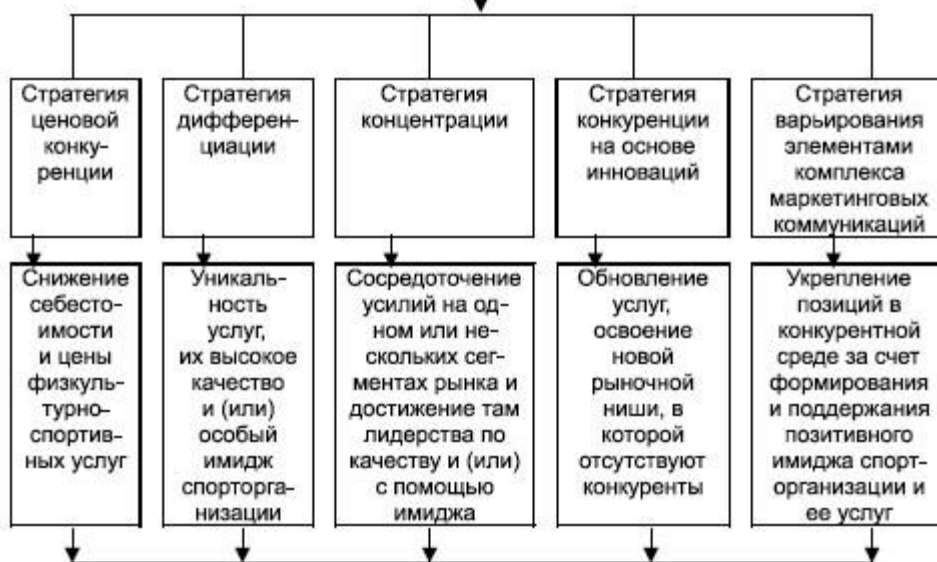 Стратегия
ценовой
конку-
ренции
Стратегия
дифферен-
циации
Стратегия
концентрации
Стратегия
конкуренции
на основе
инноваций
Стратегия
варьирования
элементами
комплекса
маркетинговых
коммуникаций
Снижение
себесто-
имости
и цены
физкуль-
турно-
спортив-
ных услуг
Уникаль-
ность
услуг,
их высокое
качество
и (или)
особый
имидж
спорторга-
низации
Сосредоточение
усилий на од-
ном или не-
скольких сег-
ментах рынка и
достижение там
лидерства по
качеству и (или)
с помощью
имиджа
Обновление
услуг,
освоение
новой
рыночной
ниши, в
которой
отсутствуют
конкуренты
Укрепление
позиций в
конкурентной
среде за счет
формирования
и поддержания
позитивного
имиджа спорт-
организации и
ее услуг